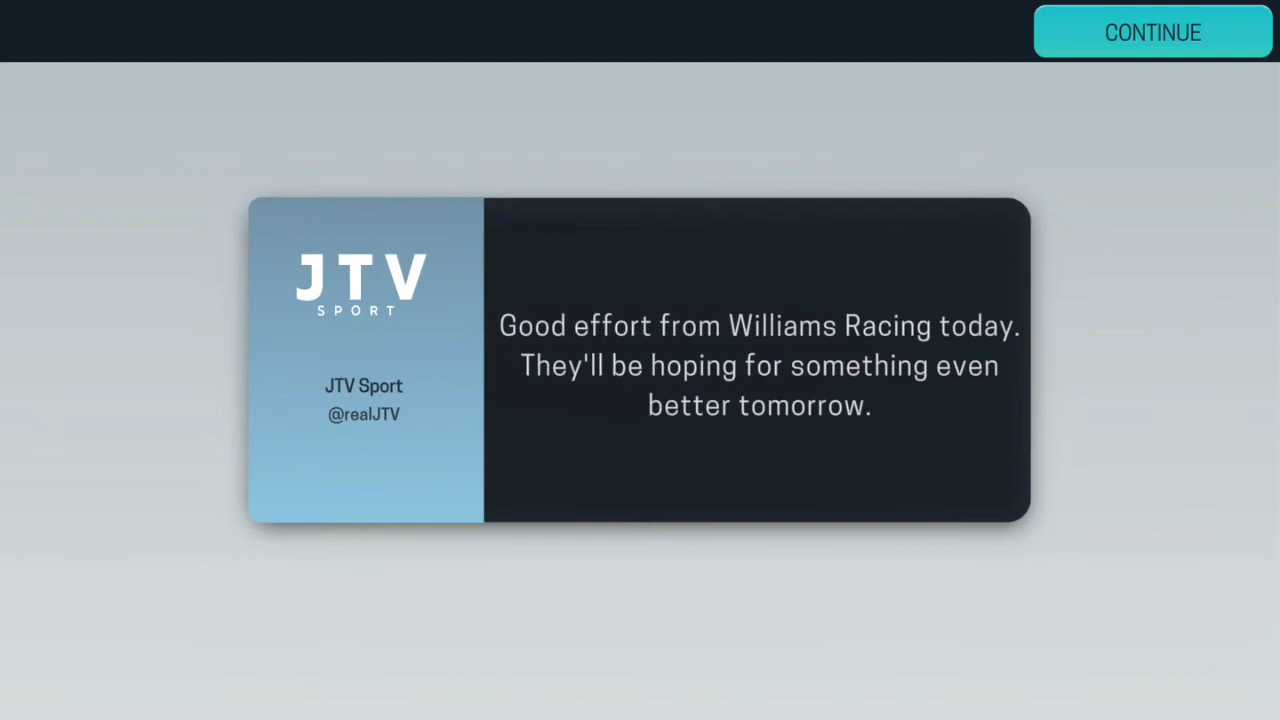 CONTINUE
JTV
SPORT
JTV Sport
@realJTV
Good effort from Williams Racing today.
They'll be hoping for something even
better tomorrow.